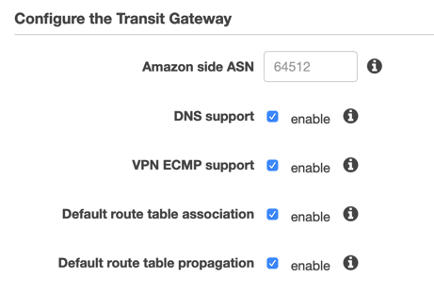 Configure the Transit Gateway
Amazon side ASN 64512
DNS support enable
VPN ECMP support enable
Default route table association enable
Default route table propagation enable